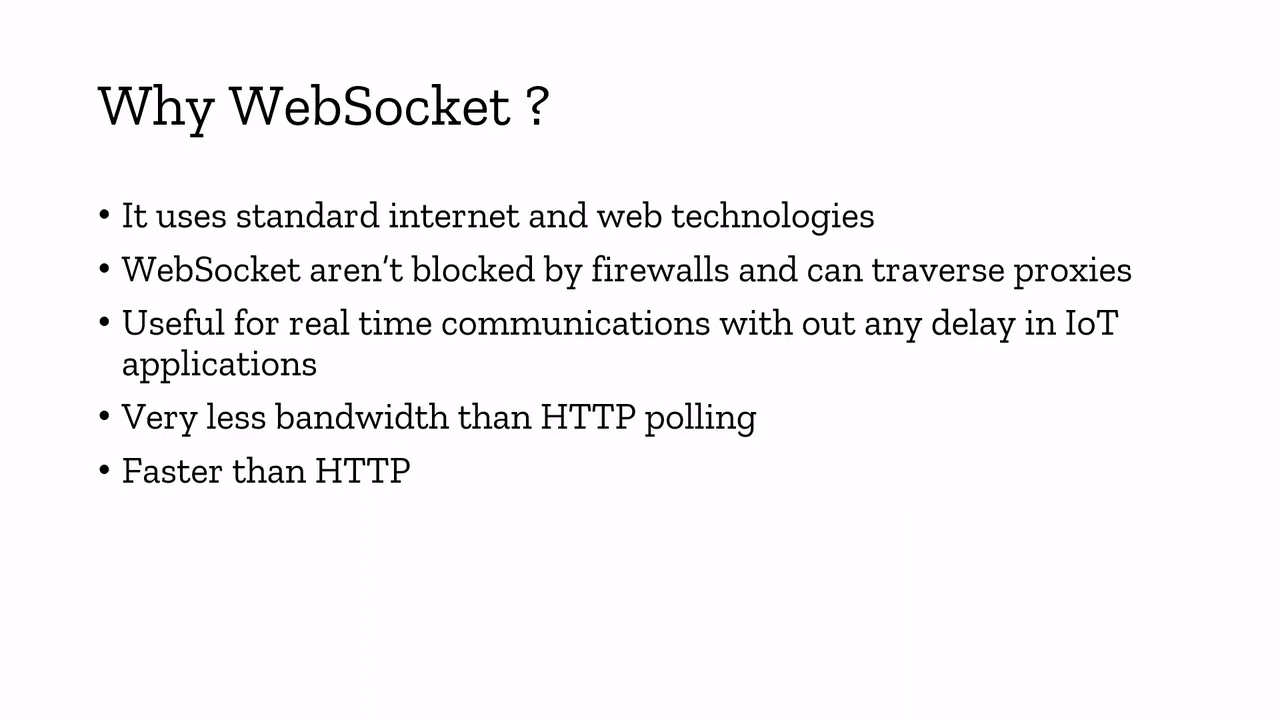 Why WebSocket ?
• It uses standard internet and web technologies
• WebSocket aren’t blocked by firewalls and can traverse proxies
• Useful for real time communications with out any delay in IoT
applications
• Very less bandwidth than HTTP polling
• Faster than HTTP